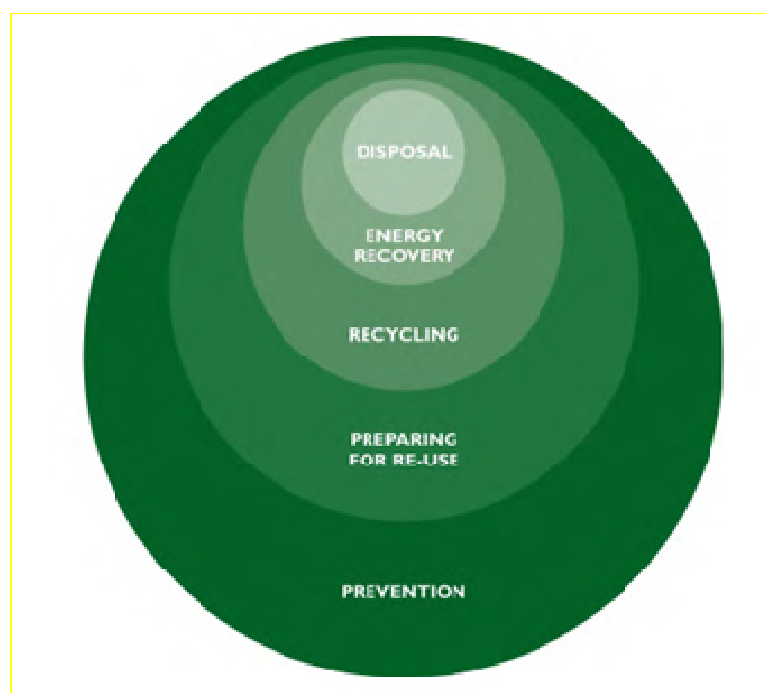 DISPOSAL
ENERGY
RECOVERY
RECYCLING
PREPARING
FOR RE-USE
PREVENTION